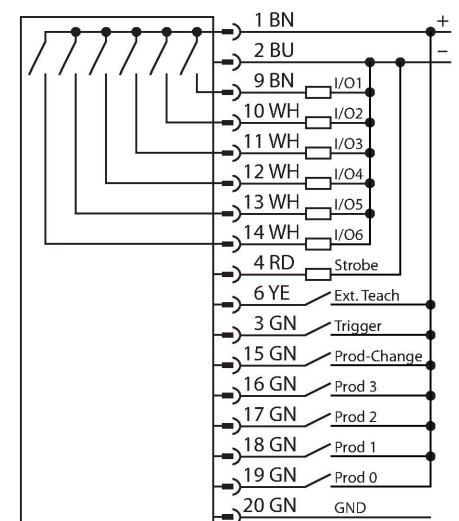 1 BN +
2 BU −
9 BN I/O1
10 WH I/O2
11 WH I/O3
12 WH I/O4
13 WH I/O5
14 WH I/O6
4 RD Strobe
6 YE Ext. Teach
3 GN Trigger
15 GN Prod-Change
16 GN Prod 3
17 GN Prod 2
18 GN Prod 1
19 GN Prod 0
20 GN GND